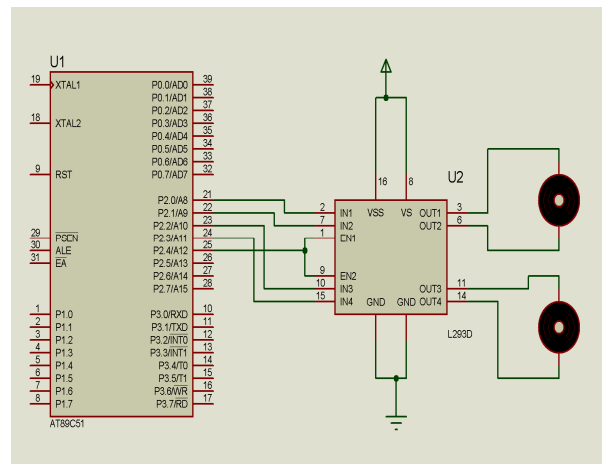 U1
19 XTAL1 P0.0/AD0 39
P0.1/AD1 38
P0.2/AD2 37
18 XTAL2 P0.3/AD3 36
P0.4/AD4 35
P0.5/AD5 34
P0.6/AD6 33
9 RST P0.7/AD7 32
P2.0/A8 21
P2.1/A9 22
P2.2/A10 23
29 PSEN P2.3/A11 24
30 ALE P2.4/A12 25
31 EA P2.5/A13 26
P2.6/A14 27
P2.7/A15 28
1 P1.0 P3.0/RXD 10
2 P1.1 P3.1/TXD 11
3 P1.2 P3.2/INT0 12
4 P1.3 P3.3/INT1 13
5 P1.4 P3.4/T0 14
6 P1.5 P3.5/T1 15
7 P1.6 P3.6/WR 16
8 P1.7 P3.7/RD 17
AT89C51
U2
16 8
2 IN1 VSS VS OUT1 3
7 IN2 OUT2 6
1 EN1
9 EN2
10 IN3 OUT3 11
15 IN4 GND GND OUT4 14
L293D